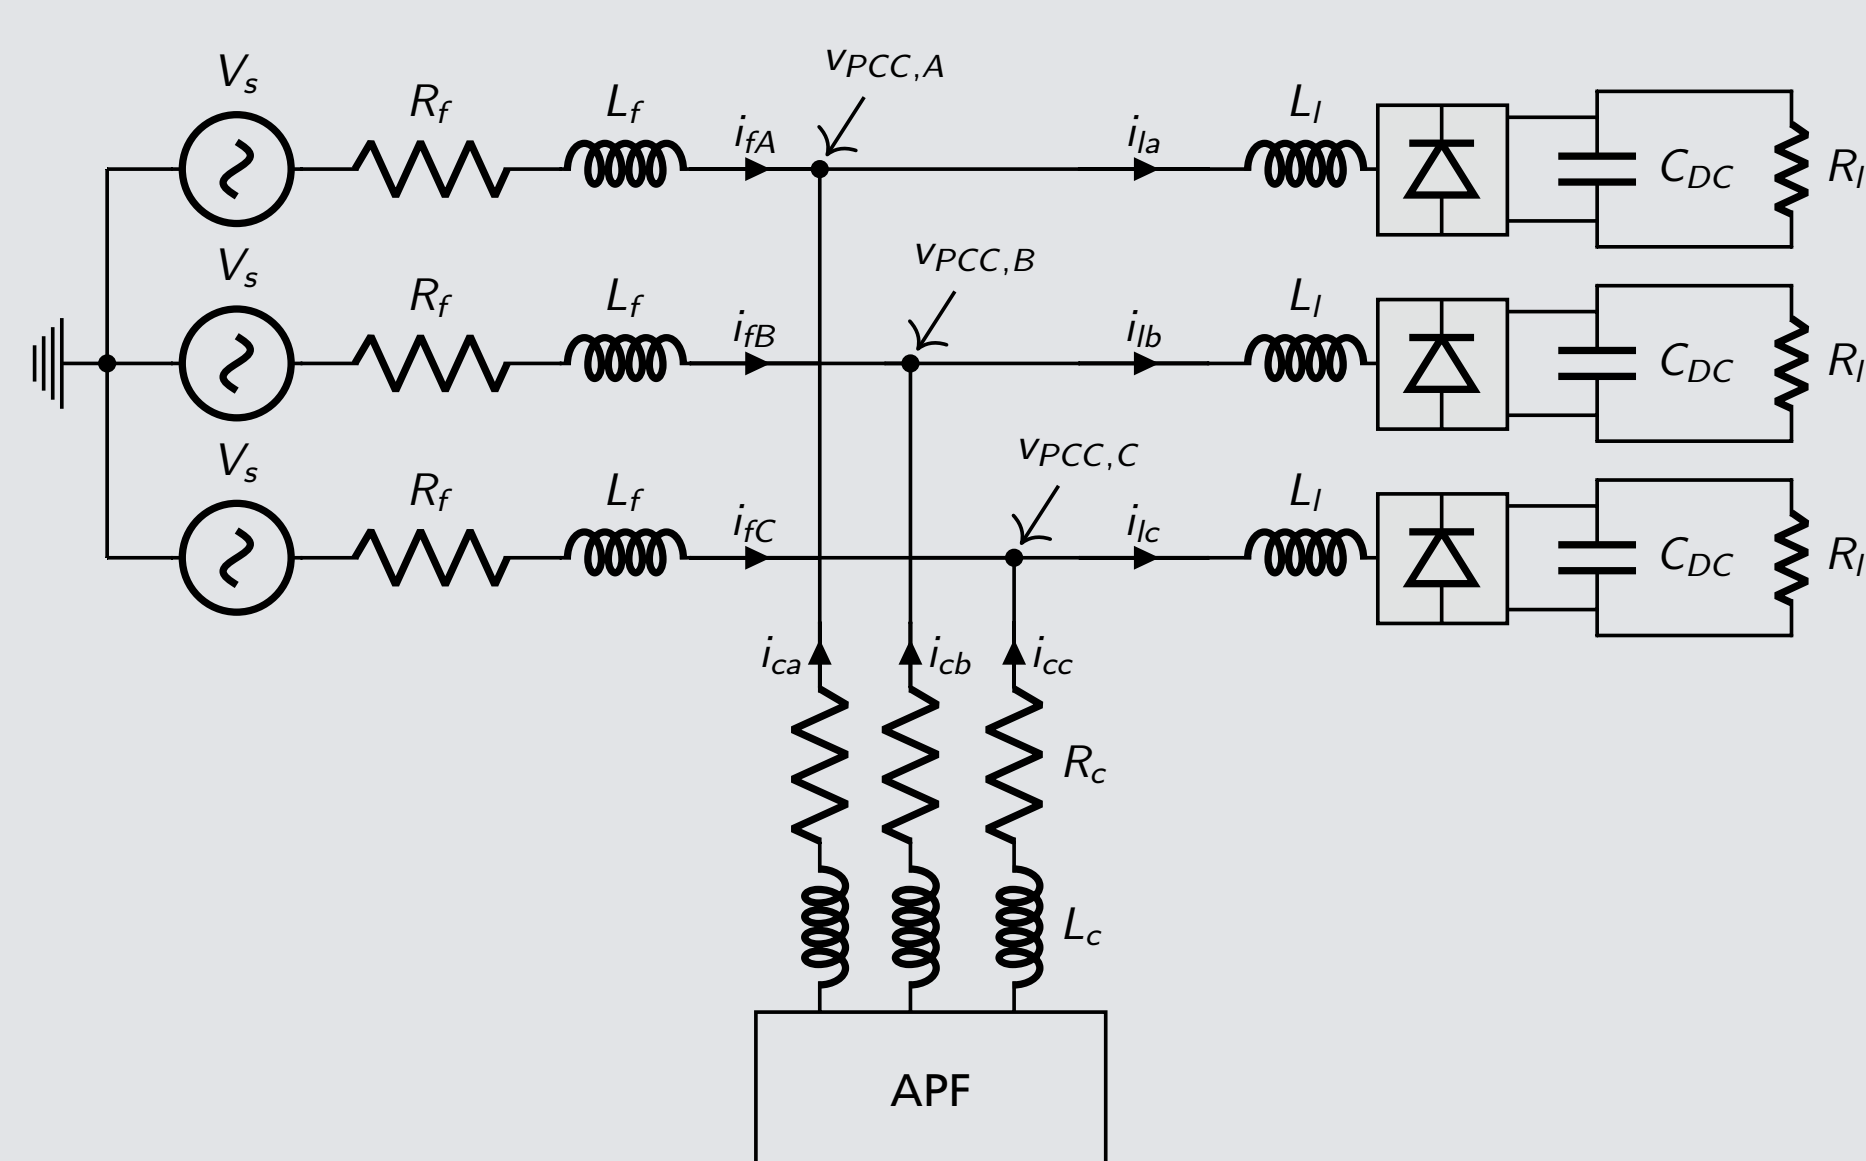 v_PCC,A
V_s
R_f
L_f
i_fA
i_la
L_l
C_DC
R_l
v_PCC,B
V_s
R_f
L_f
i_fB
i_lb
L_l
C_DC
R_l
v_PCC,C
V_s
R_f
L_f
i_fC
i_lc
L_l
C_DC
R_l
i_ca
i_cb
i_cc
R_c
L_c
APF